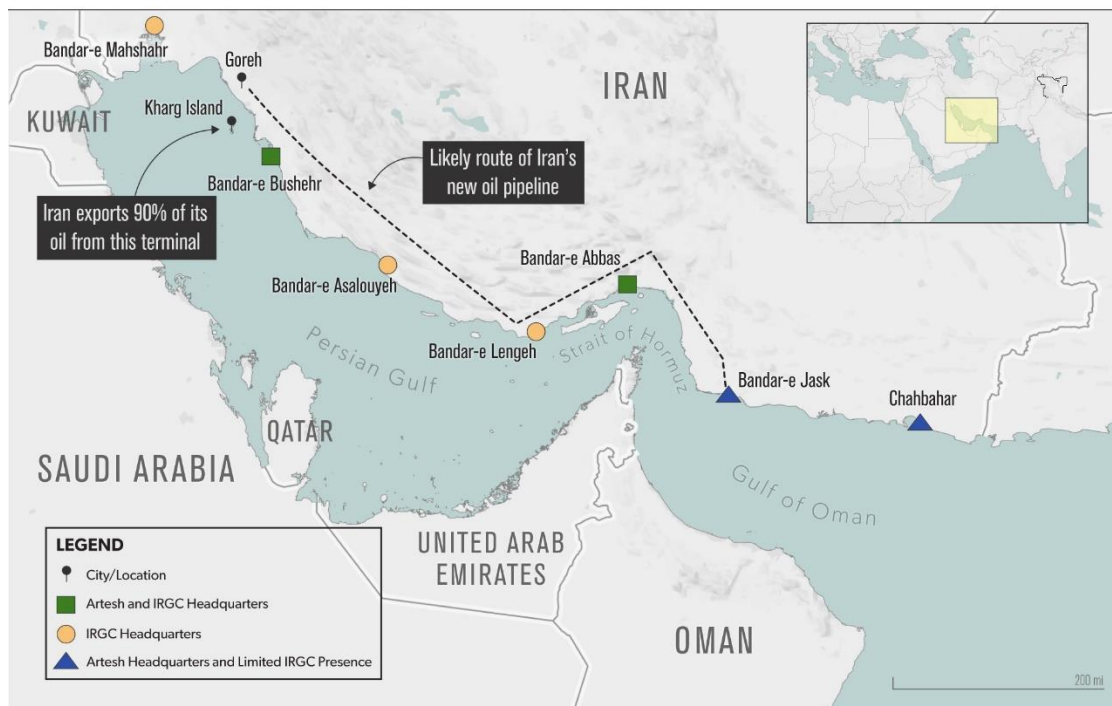 Bandar-e Mahshahr
Goreh
IRAN
KUWAIT
Kharg Island
Likely route of Iran's
new oil pipeline
Bandar-e Bushehr
Iran exports 90% of its
oil from this terminal
Bandar-e Abbas
Bandar-e Asalouyeh
Bandar-e Lengeh
Strait of Hormuz
Persian Gulf
Bandar-e Jask
Chahbahar
QATAR
SAUDI ARABIA
Gulf of Oman
UNITED ARAB
EMIRATES
OMAN
LEGEND
City/Location
Artesh and IRGC Headquarters
IRGC Headquarters
Artesh Headquarters and Limited IRGC Presence
200 mi